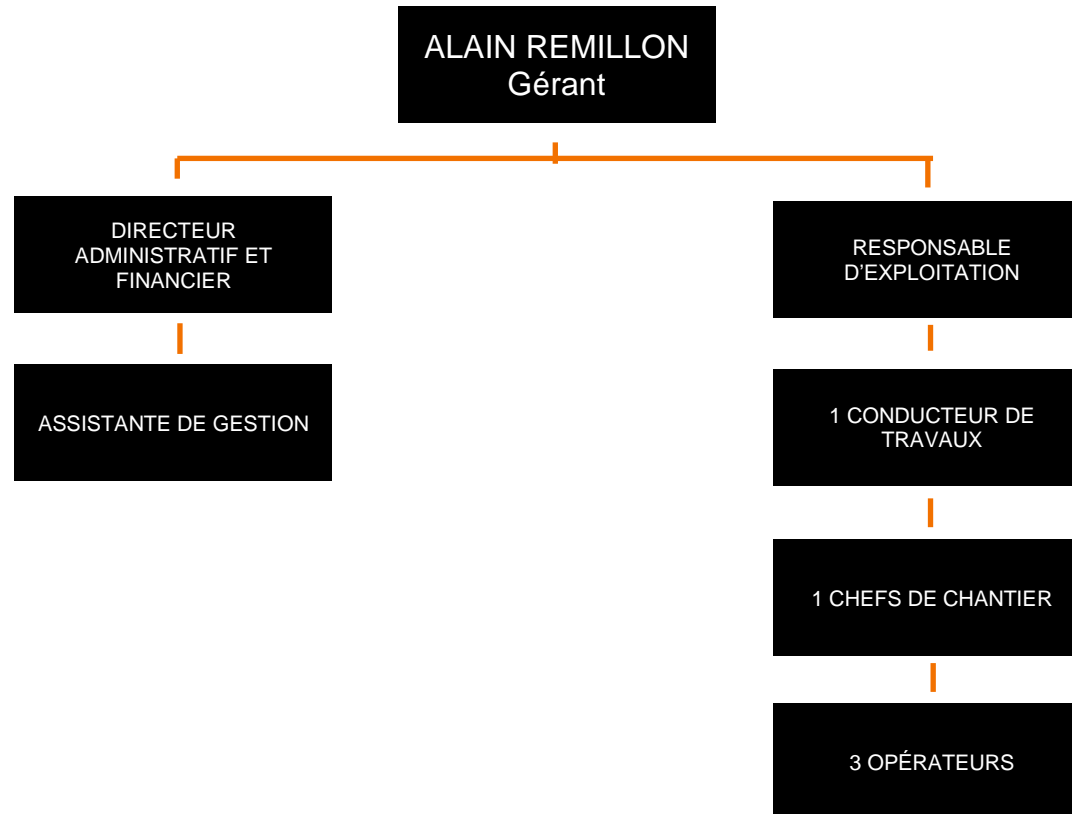 ALAIN REMILLON
Gérant
DIRECTEUR
ADMINISTRATIF ET
FINANCIER
RESPONSABLE
D'EXPLOITATION
ASSISTANTE DE GESTION
1 CONDUCTEUR DE
TRAVAUX
1 CHEFS DE CHANTIER
3 OPÉRATEURS